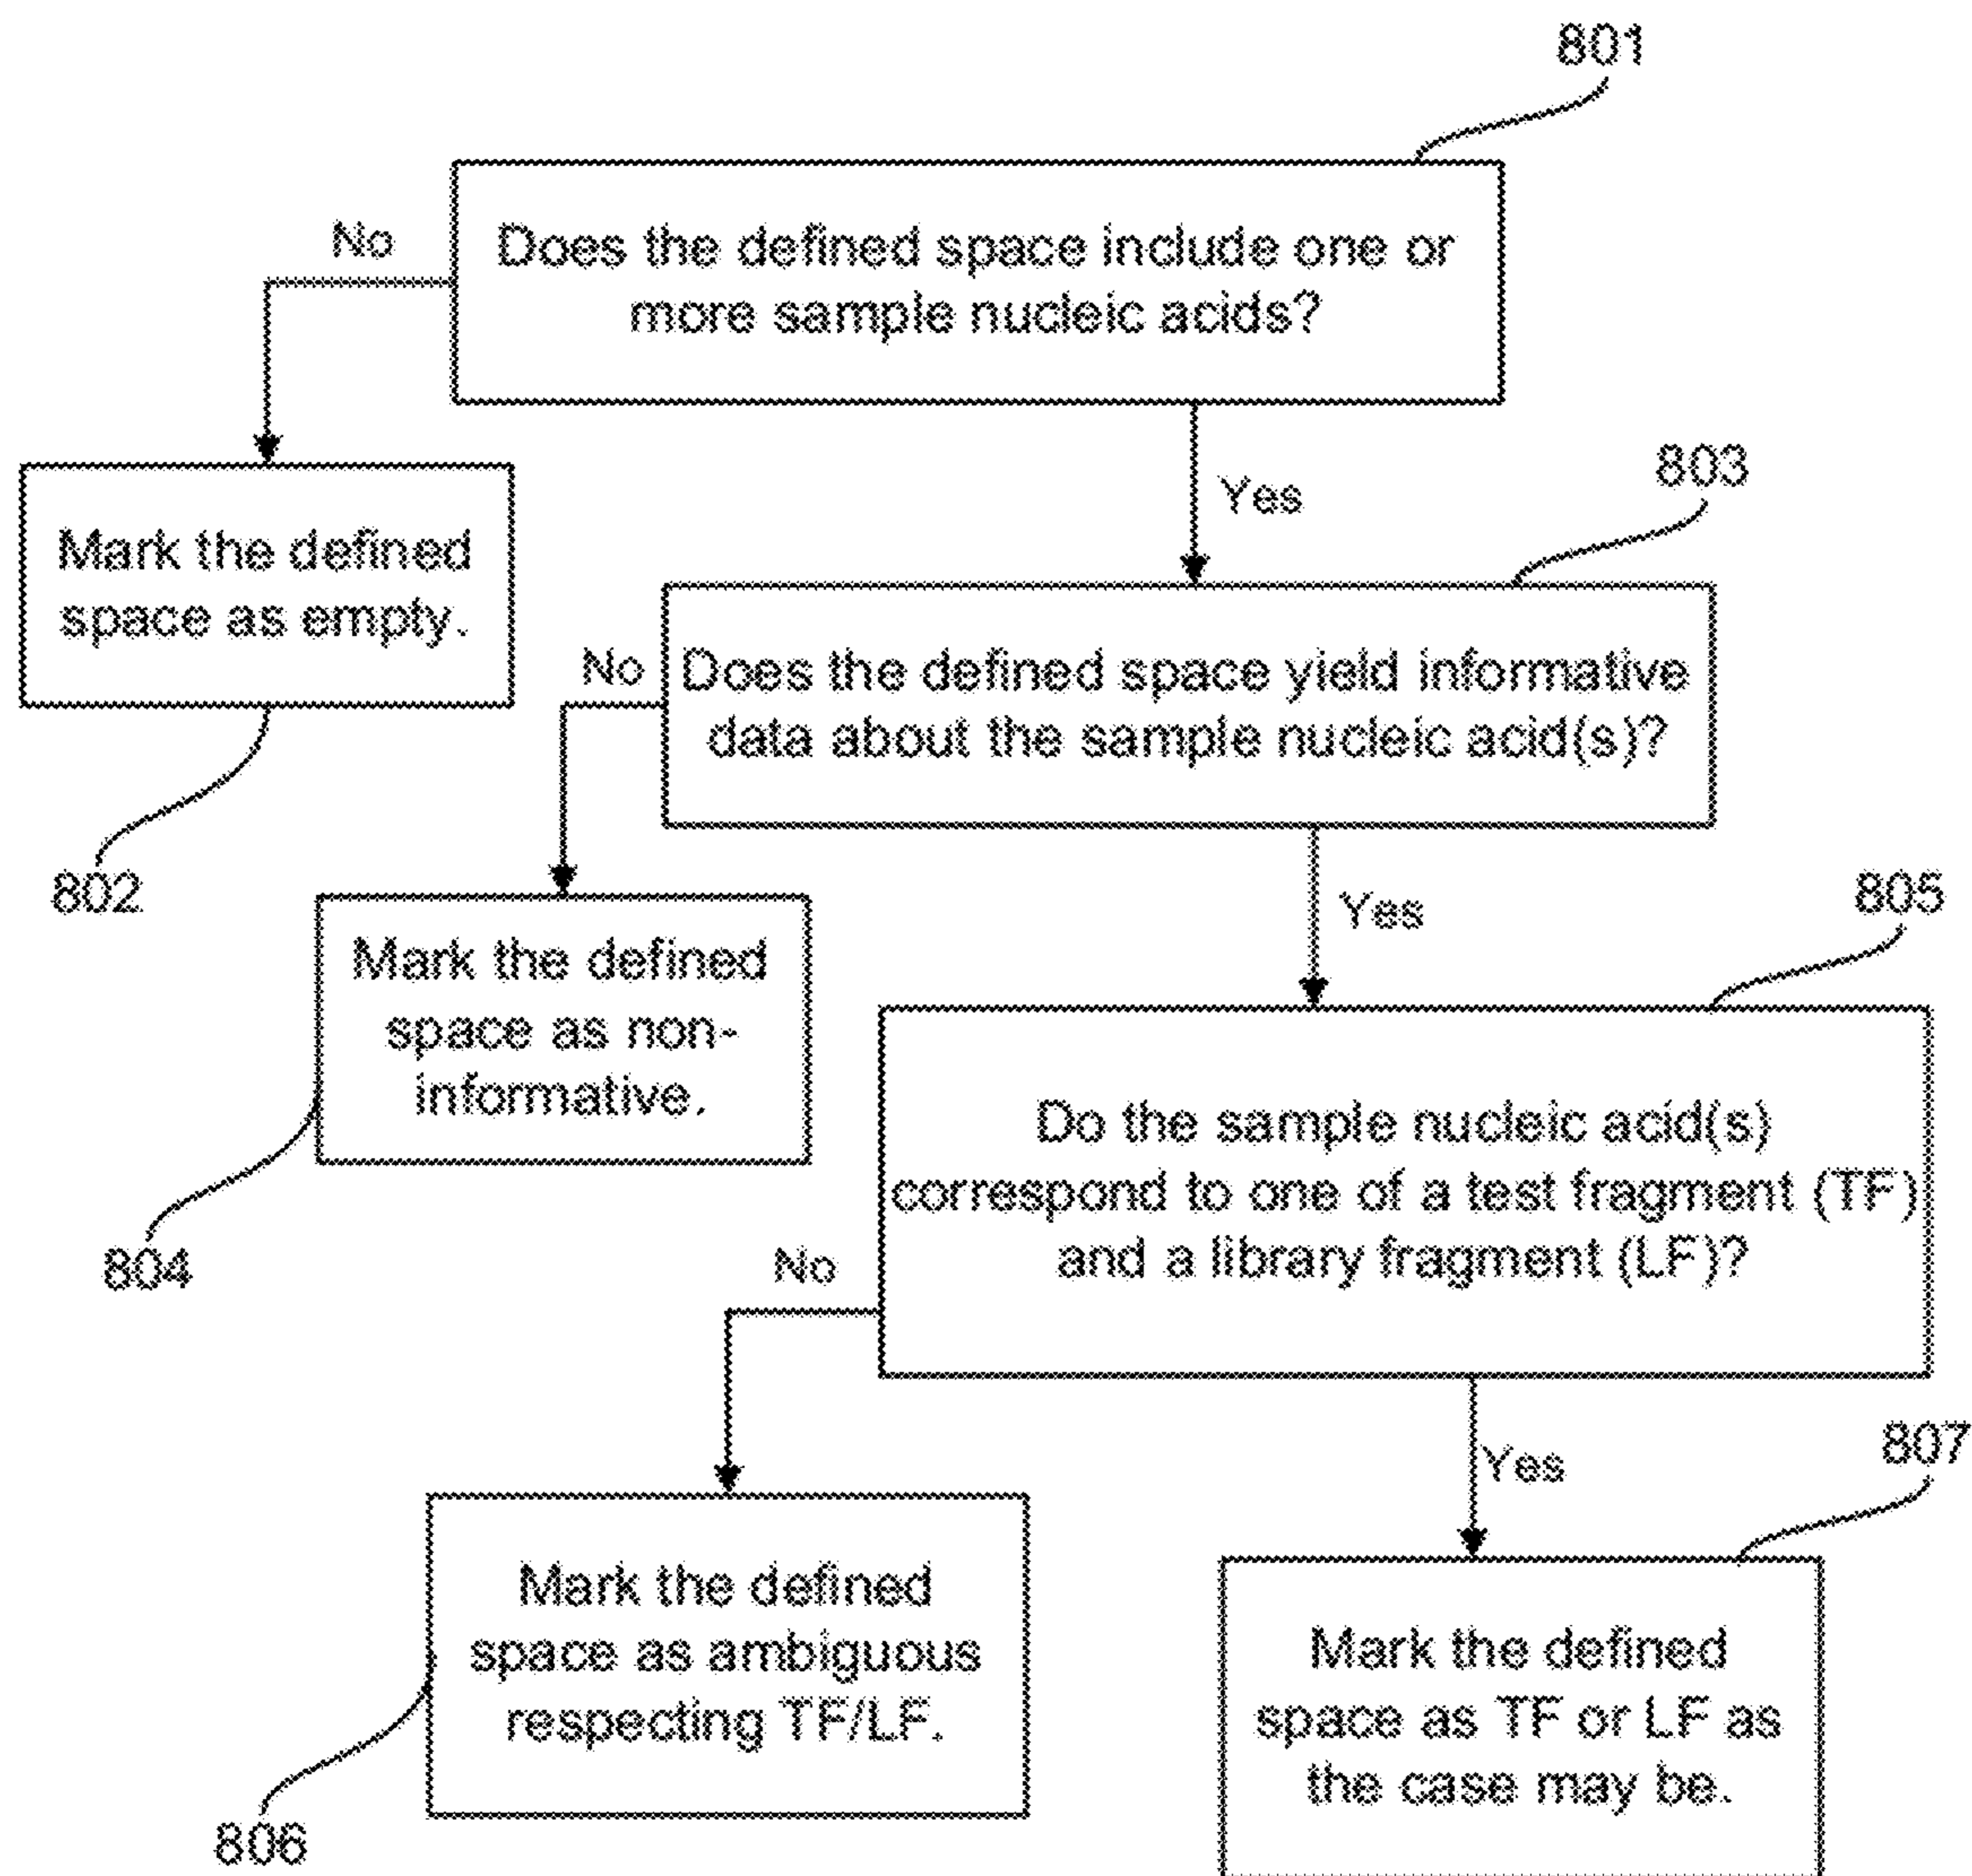 801
No
Does the defined space include one or
more sample nucleic acids?
Yes
803
Mark the defined
space as empty.
802
No
Does the defined space yield informative
data about the sample nucleic acid(s)?
Yes
805
Mark the defined
space as non-
informative.
804
Do the sample nucleic acid(s)
correspond to one of a test fragment (TF)
and a library fragment (LF)?
No
Yes
807
Mark the defined
space as ambiguous
respecting TF/LF.
806
Mark the defined
space as TF or LF as
the case may be.